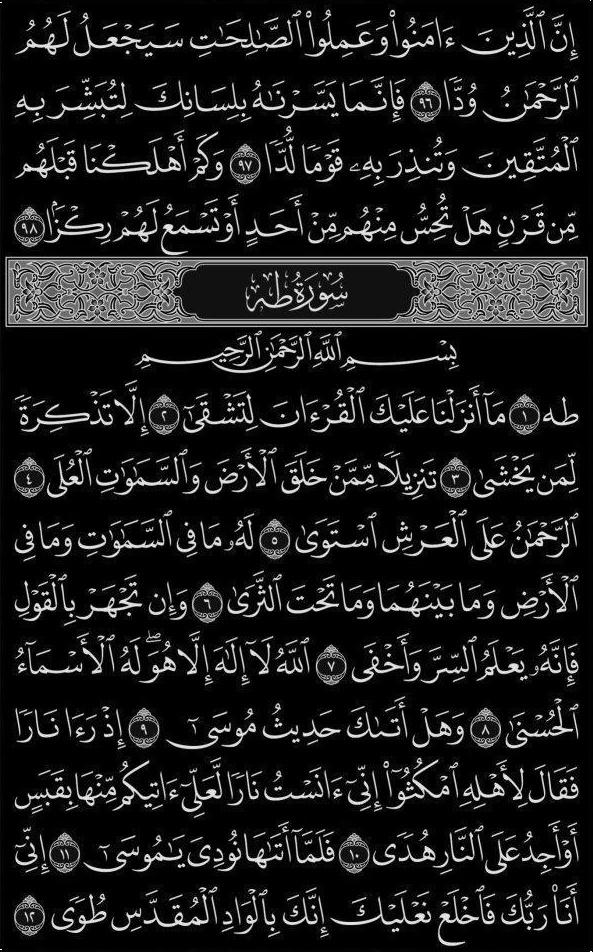 إِنَّ ٱلَّذِينَ ءَامَنُوا۟ وَعَمِلُوا۟ ٱلصَّـٰلِحَـٰتِ سَيَجْعَلُ لَهُمُ
ٱلرَّحْمَـٰنُ وُدًّا ٩٦ فَإِنَّمَا يَسَّرْنَـٰهُ بِلِسَانِكَ لِتُبَشِّرَ بِهِ
ٱلْمُتَّقِينَ وَتُنذِرَ بِهِۦ قَوْمًا لُّدًّا ٩٧ وَكَمْ أَهْلَكْنَا قَبْلَهُم
مِّن قَرْنٍ هَلْ تُحِسُّ مِنْهُم مِّنْ أَحَدٍ أَوْ تَسْمَعُ لَهُمْ رِكْزًۢا ٩٨
سُورَةُ طه
بِسْمِ ٱللَّهِ ٱلرَّحْمَـٰنِ ٱلرَّحِيمِ
طه ١ مَآ أَنزَلْنَا عَلَيْكَ ٱلْقُرْءَانَ لِتَشْقَىٰٓ ٢ إِلَّا تَذْكِرَةً
لِّمَن يَخْشَىٰ ٣ تَنزِيلًا مِّمَّنْ خَلَقَ ٱلْأَرْضَ وَٱلسَّمَـٰوَٰتِ ٱلْعُلَى ٤
ٱلرَّحْمَـٰنُ عَلَى ٱلْعَرْشِ ٱسْتَوَىٰ ٥ لَهُۥ مَا فِى ٱلسَّمَـٰوَٰتِ وَمَا فِى
ٱلْأَرْضِ وَمَا بَيْنَهُمَا وَمَا تَحْتَ ٱلثَّرَىٰ ٦ وَإِن تَجْهَرْ بِٱلْقَوْلِ
فَإِنَّهُۥ يَعْلَمُ ٱلسِّرَّ وَأَخْفَى ٧ ٱللَّهُ لَآ إِلَـٰهَ إِلَّا هُوَ ۖ لَهُ ٱلْأَسْمَآءُ
ٱلْحُسْنَىٰ ٨ وَهَلْ أَتَىٰكَ حَدِيثُ مُوسَىٰٓ ٩ إِذْ رَءَا نَارًا
فَقَالَ لِأَهْلِهِ ٱمْكُثُوٓا۟ إِنِّىٓ ءَانَسْتُ نَارًا لَّعَلِّىٓ ءَاتِيكُم مِّنْهَا بِقَبَسٍ
أَوْ أَجِدُ عَلَى ٱلنَّارِ هُدًى ١٠ فَلَمَّآ أَتَىٰهَا نُودِىَ يَـٰمُوسَىٰٓ ١١ إِنِّىٓ
أَنَا۠ رَبُّكَ فَٱخْلَعْ نَعْلَيْكَ إِنَّكَ بِٱلْوَادِ ٱلْمُقَدَّسِ طُوًى ١٢